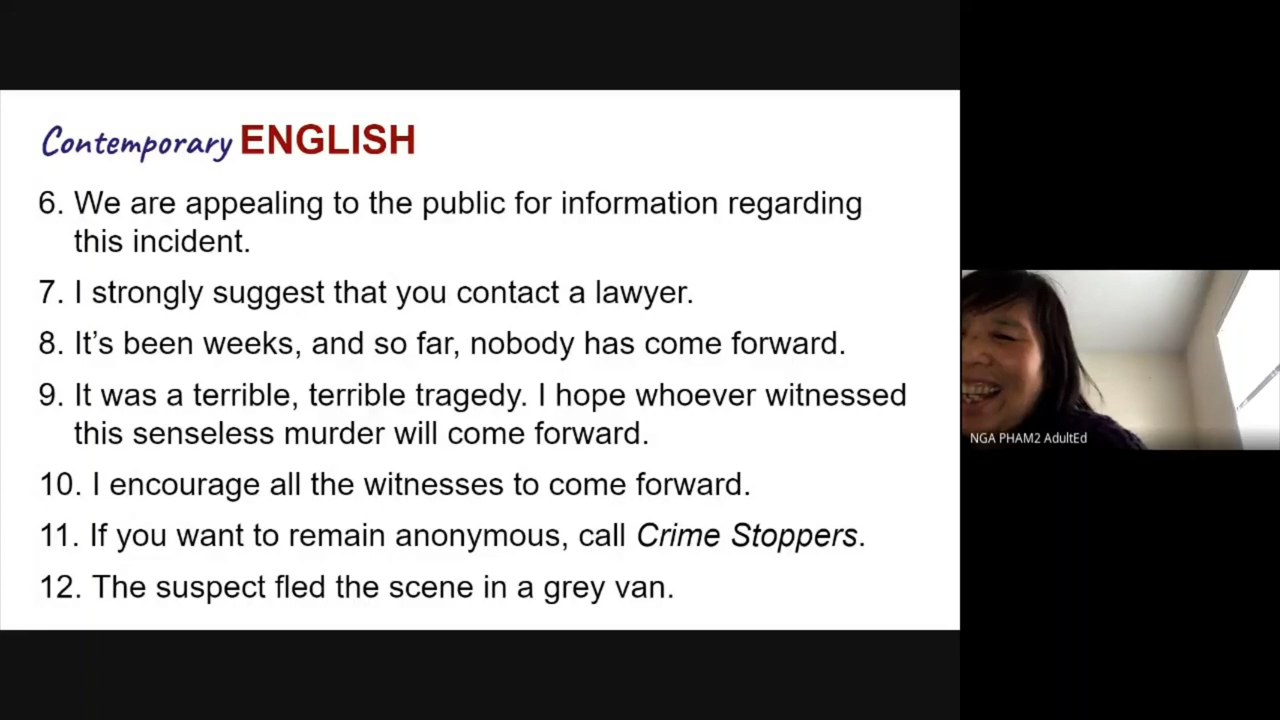 Contemporary ENGLISH
6. We are appealing to the public for information regarding
this incident.
7. I strongly suggest that you contact a lawyer.
8. It’s been weeks, and so far, nobody has come forward.
9. It was a terrible, terrible tragedy. I hope whoever witnessed
this senseless murder will come forward.
10. I encourage all the witnesses to come forward.
11. If you want to remain anonymous, call Crime Stoppers.
12. The suspect fled the scene in a grey van.
NGA PHAM2 AdultEd